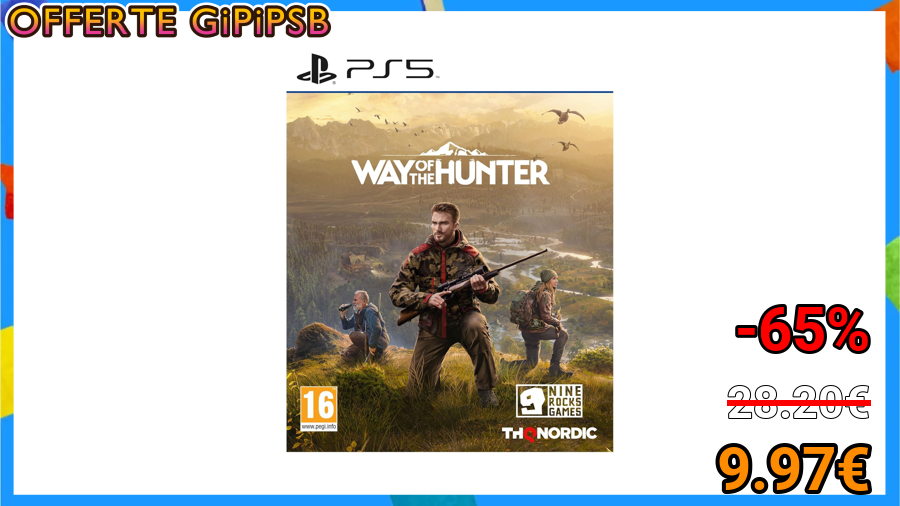 OFFERTE GiPiPSB
PS5
WAY OF THE HUNTER
-65%
28.20€
9.97€
16
www.pegi.info
9 NINE ROCKS GAMES
THQ NORDIC